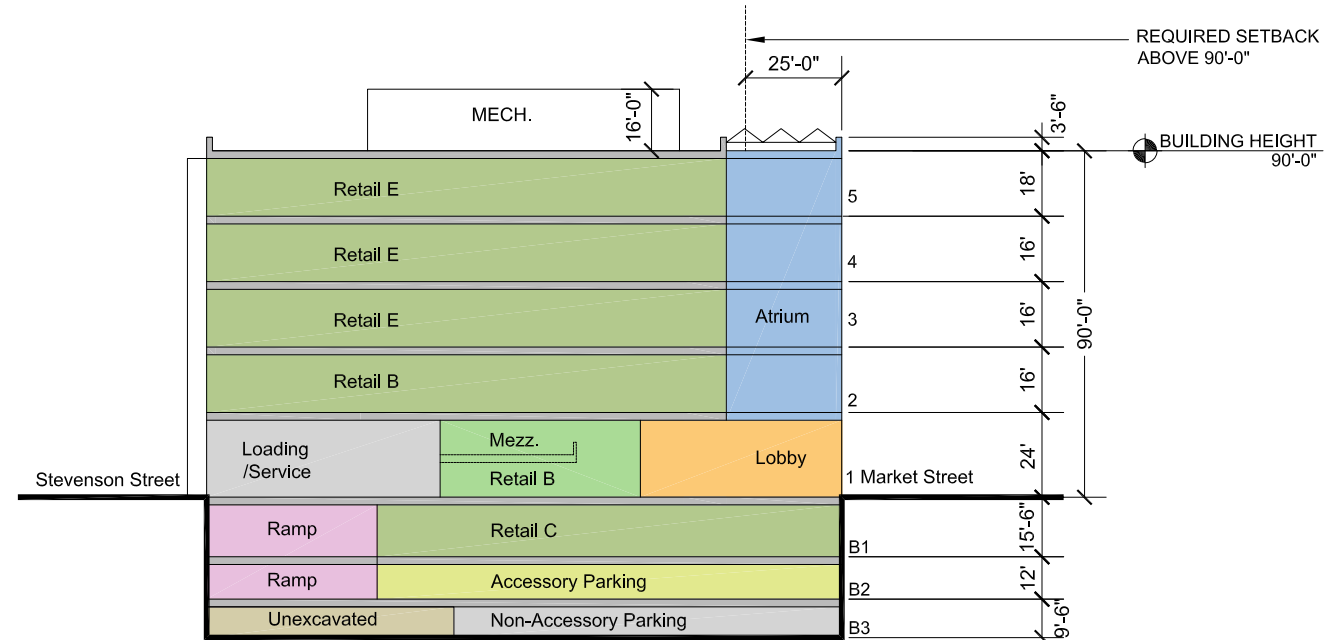 REQUIRED SETBACK
ABOVE 90'-0"
25'-0"
MECH.
16'-0"
3'-6"
BUILDING HEIGHT
90'-0"
Retail E
5
18'
Retail E
4
16'
Retail E
Atrium
3
16'
90'-0"
Retail B
2
16'
Loading
/Service
Mezz.
Retail B
Lobby
24'
Stevenson Street
1 Market Street
Ramp
Retail C
B1
15'-6"
Ramp
Accessory Parking
B2
12'
Unexcavated
Non-Accessory Parking
B3
9'-6"